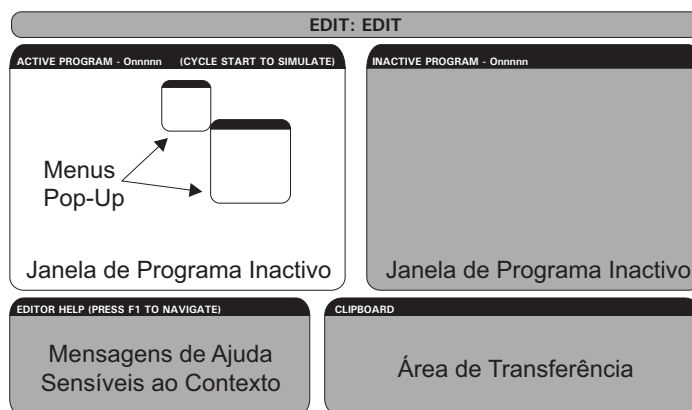 EDIT: EDIT
ACTIVE PROGRAM - Onnnnn (CYCLE START TO SIMULATE)
Menus
Pop-Up
Janela de Programa Inactivo
INACTIVE PROGRAM - Onnnnn
Janela de Programa Inactivo
EDITOR HELP (PRESS F1 TO NAVIGATE)
Mensagens de Ajuda
Sensíveis ao Contexto
CLIPBOARD
Área de Transferência